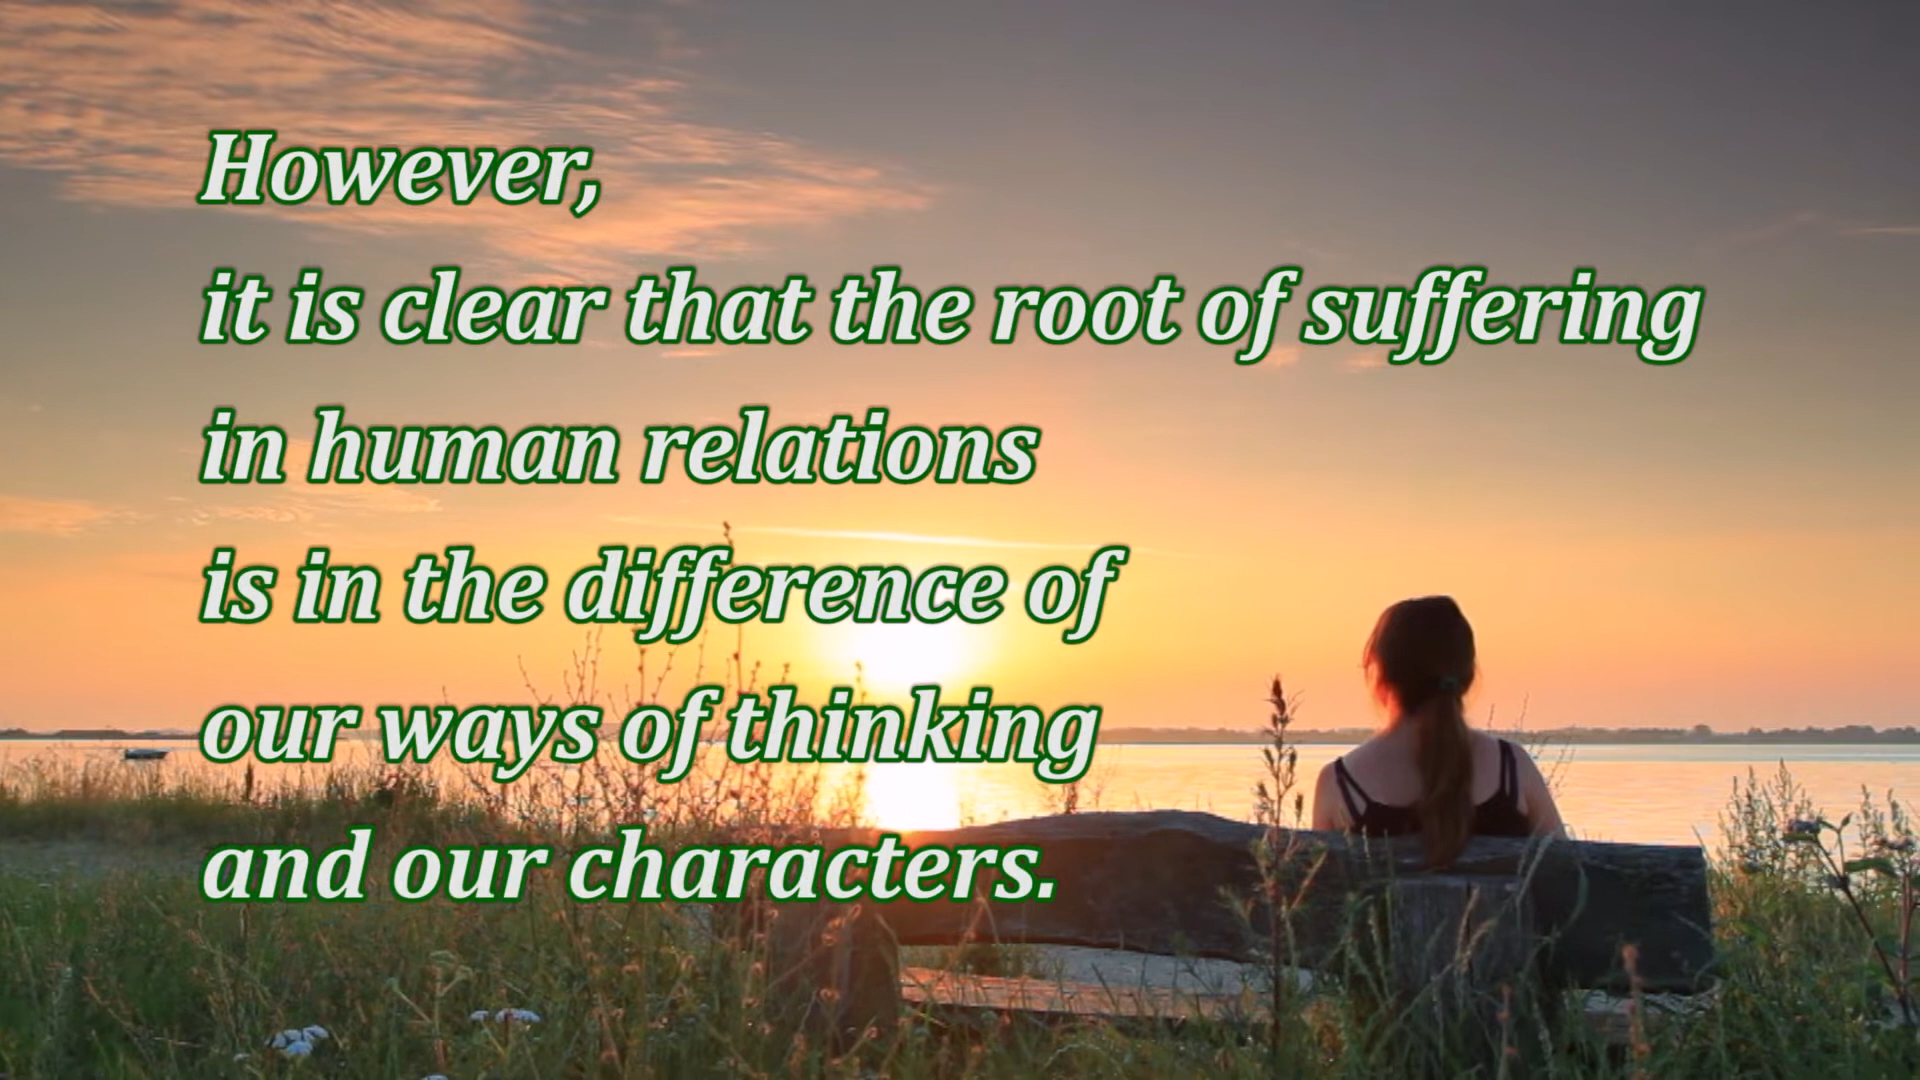 However,
it is clear that the root of suffering
in human relations
is in the difference of
our ways of thinking
and our characters.